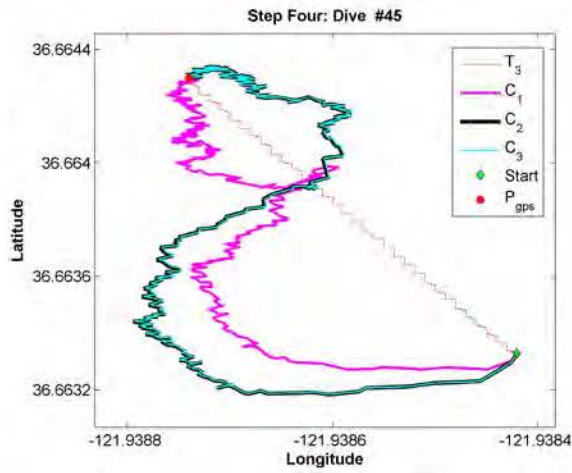 Step Four: Dive #45
36.6644
36.664
36.6636
36.6632
Latitude
T3
C1
C2
C3
Start
Pgps
-121.9388
-121.9386
-121.9384
Longitude